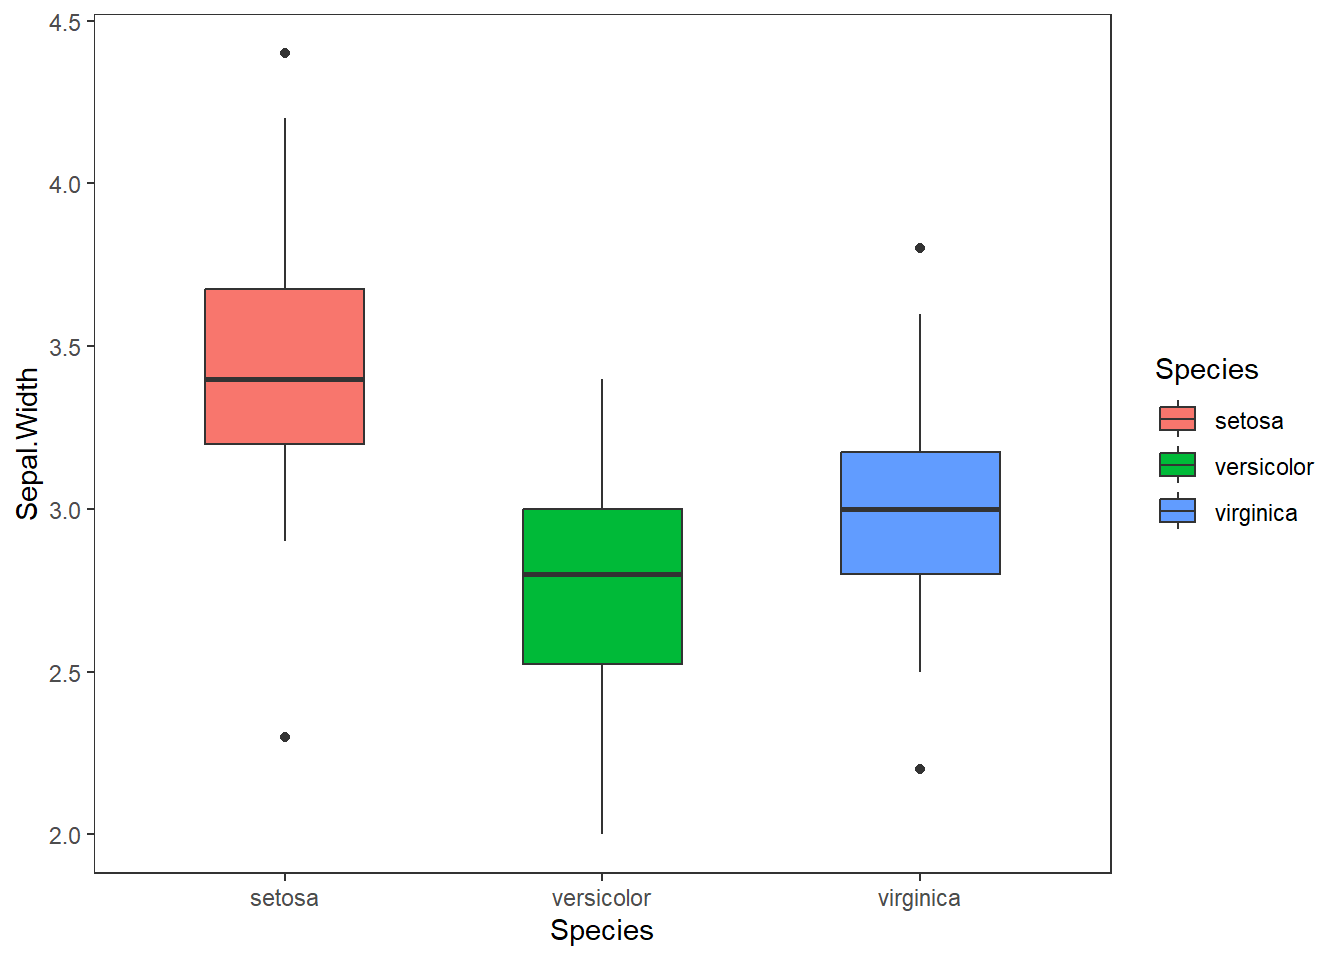 Sepal.Width
4.5
4.0
3.5
3.0
2.5
2.0
setosa
versicolor
virginica
Species
Species
setosa
versicolor
virginica